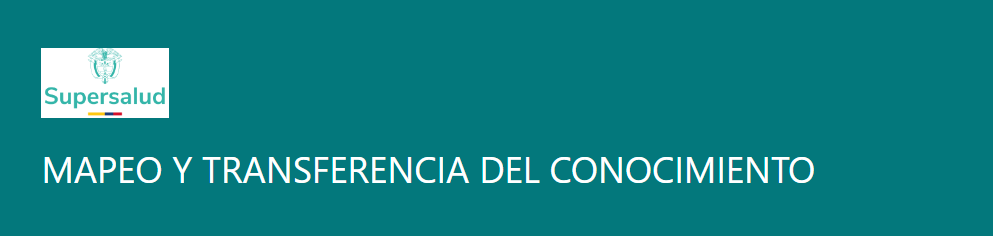 Supersalud
MAPEO Y TRANSFERENCIA DEL CONOCIMIENTO